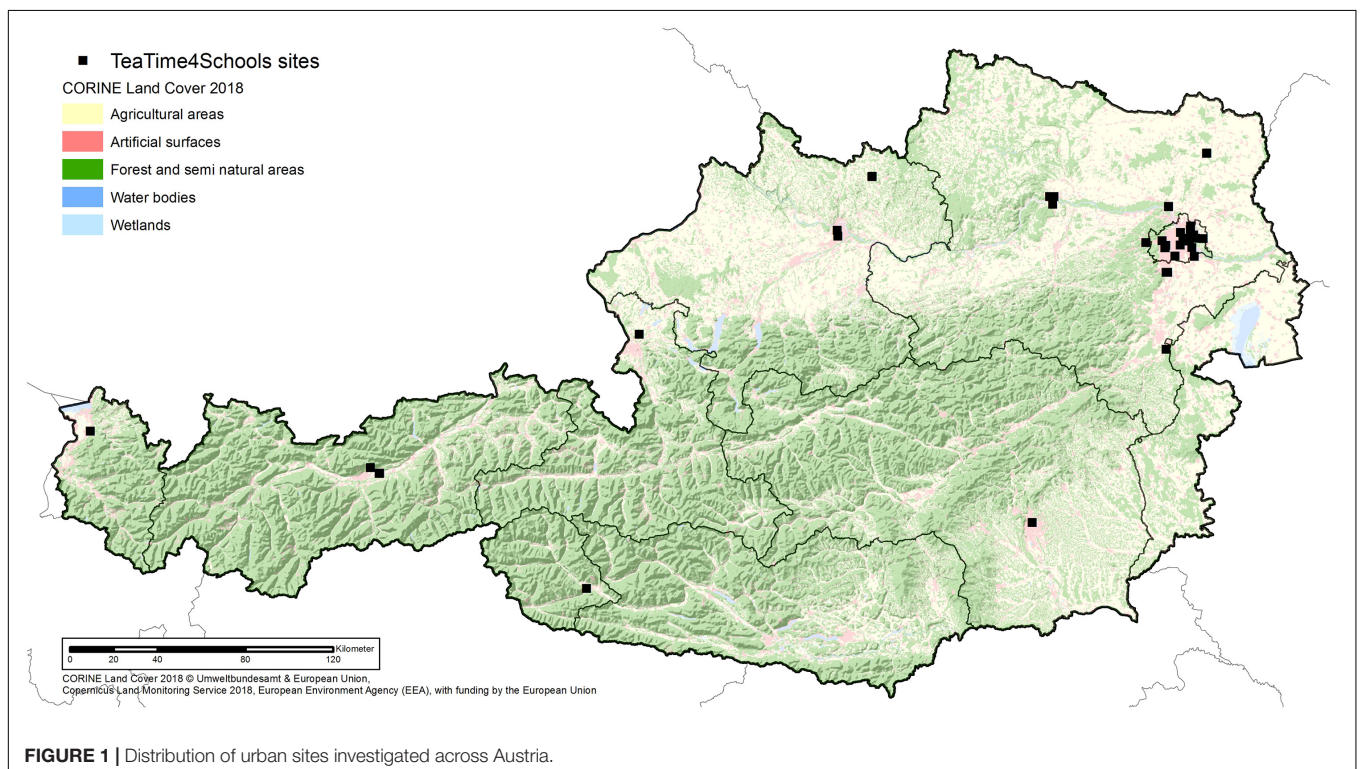 TeaTime4Schools sites
CORINE Land Cover 2018
Agricultural areas
Artificial surfaces
Forest and semi natural areas
Water bodies
Wetlands
Kilometer
0 20 40 80 120
CORINE Land Cover 2018 © Umweltbundesamt & European Union,
Copernicus Land Monitoring Service 2018, European Environment Agency (EEA), with funding by the European Union
FIGURE 1 | Distribution of urban sites investigated across Austria.